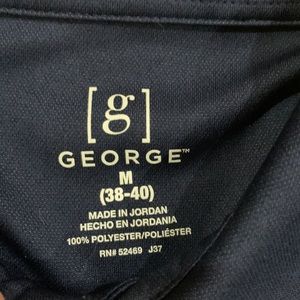 [g]
GEORGE™
M
(38-40)
MADE IN JORDAN
HECHO EN JORDANIA
100% POLYESTER/POLIÉSTER
RN# 52469 J37